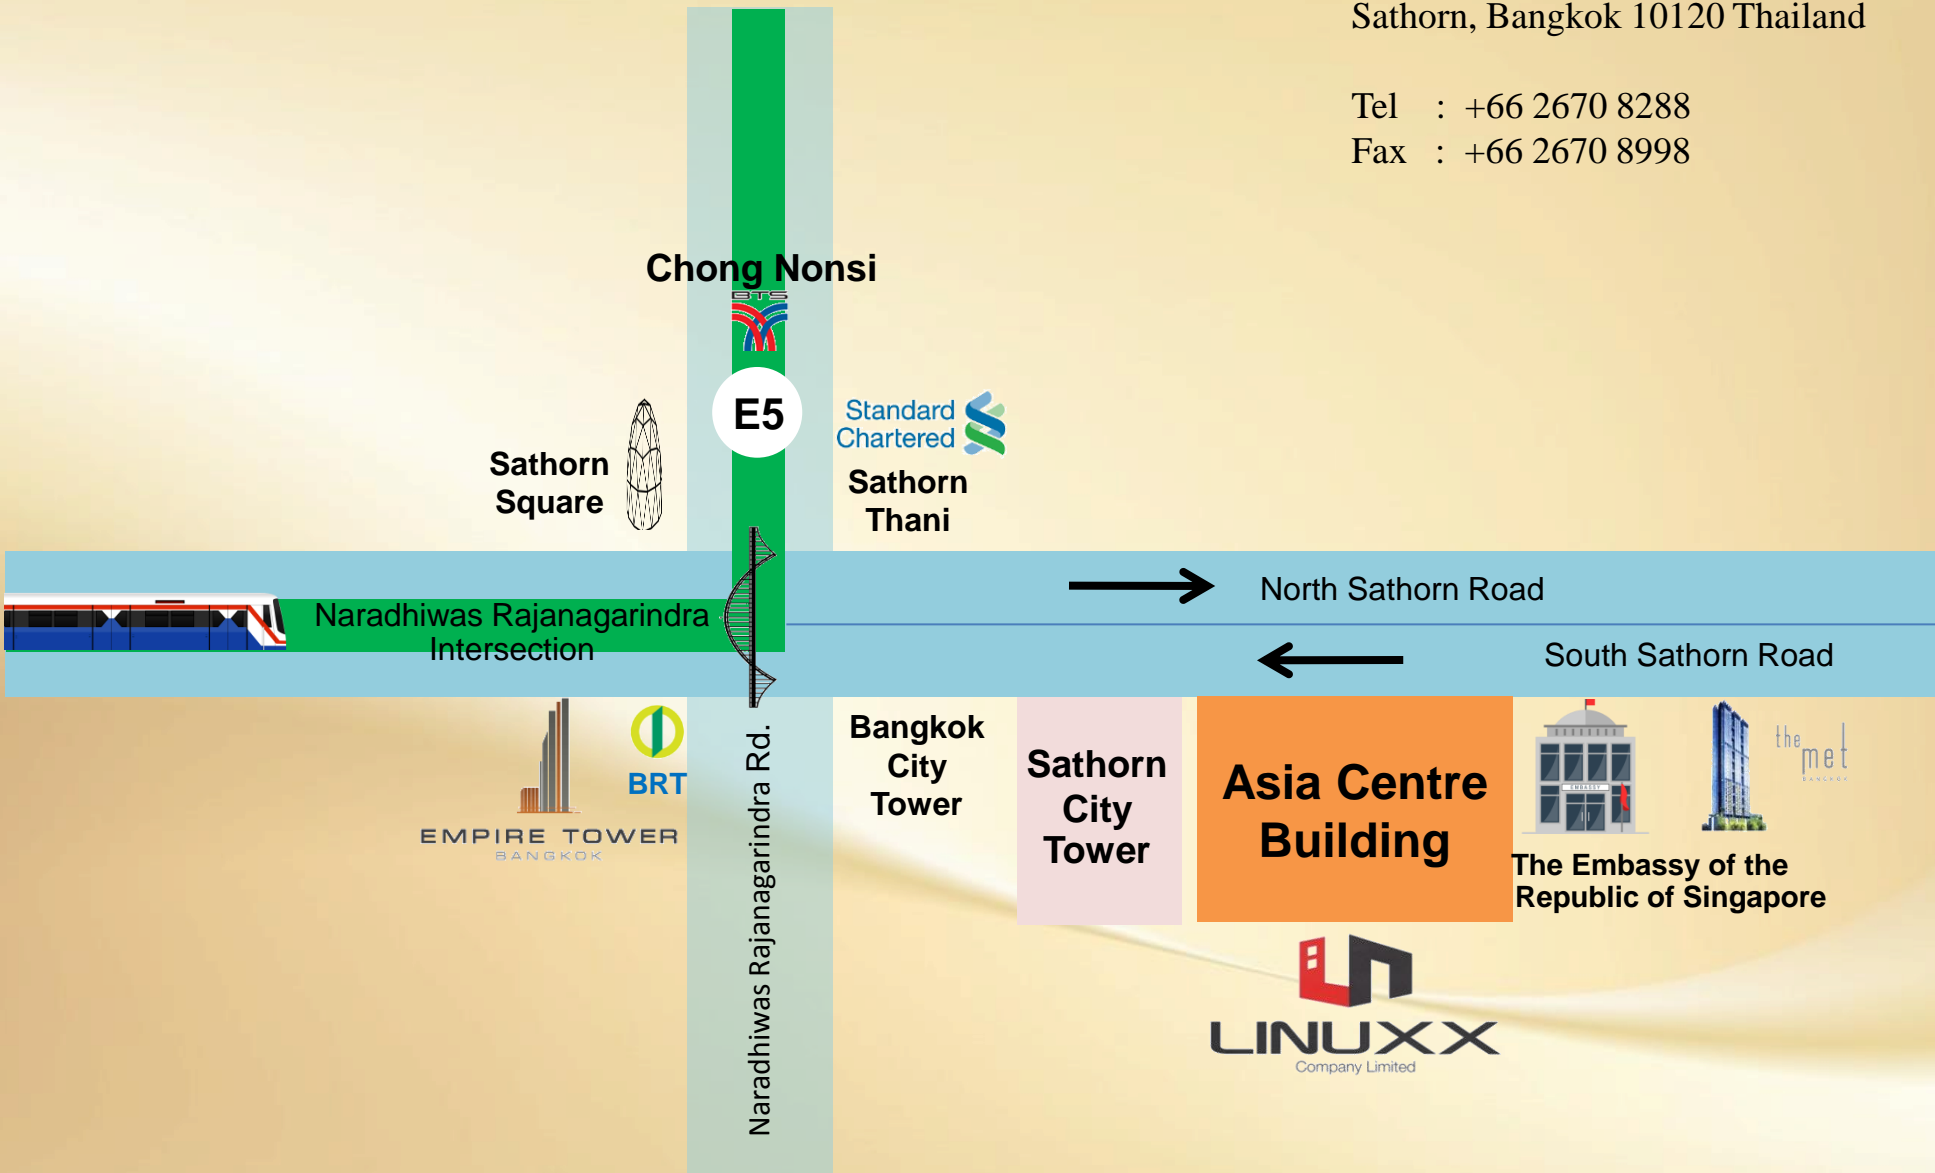 Sathorn, Bangkok 10120 Thailand
Tel : +66 2670 8288
Fax : +66 2670 8998
Chong Nonsi
BTS
E5
Standard
Chartered
Sathorn
Square
Sathorn
Thani
North Sathorn Road
Naradhiwas Rajanagarindra
Intersection
South Sathorn Road
BRT
EMPIRE TOWER
BANGKOK
Naradhiwas Rajanagarindra Rd.
Bangkok
City
Tower
Sathorn
City
Tower
Asia Centre
Building
EMBASSY
the
met
BANGKOK
The Embassy of the
Republic of Singapore
LINUXX
Company Limited